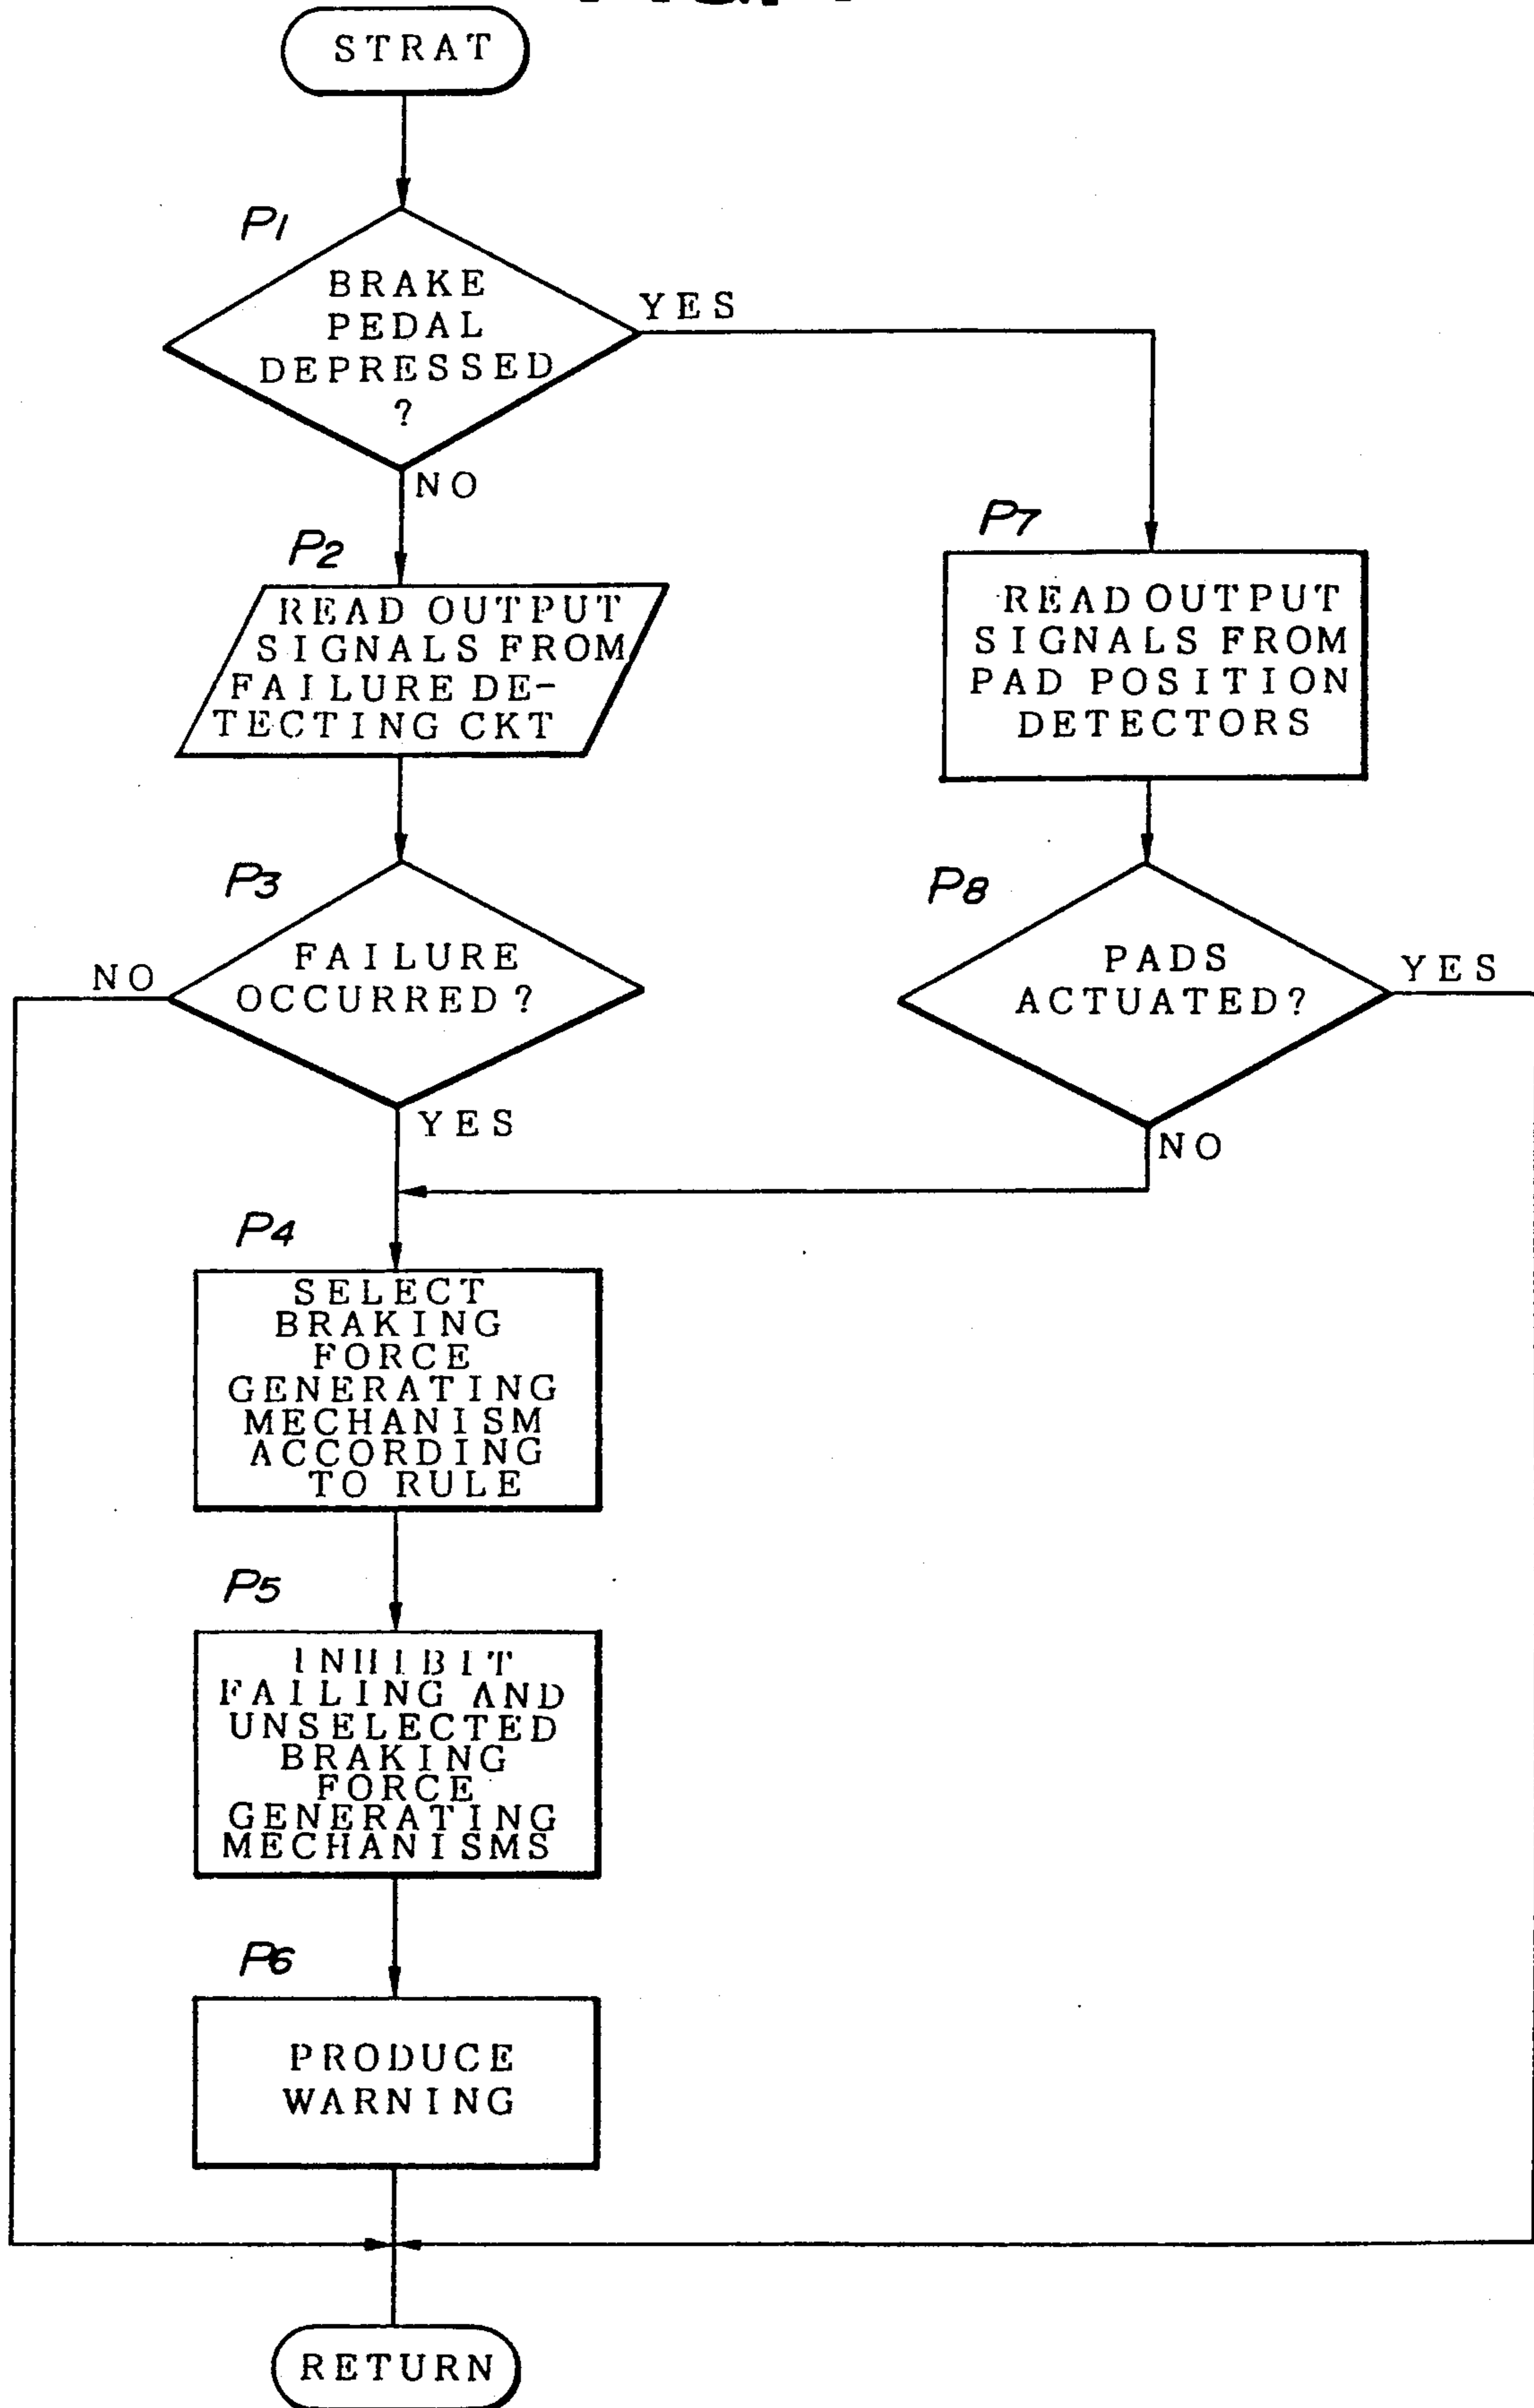 STRAT
P1
BRAKE
PEDAL
DEPRESSED
?
YES
NO
P2
READ OUTPUT
SIGNALS FROM
FAILURE DE-
TECTING CKT
P7
READ OUTPUT
SIGNALS FROM
PAD POSITION
DETECTORS
P3
FAILURE
OCCURRED?
NO
YES
P8
PADS
ACTUATED?
YES
NO
P4
SELECT
BRAKING
FORCE
GENERATING
MECHANISM
ACCORDING
TO RULE
P5
INHIBIT
FAILING AND
UNSELECTED
BRAKING
FORCE
GENERATING
MECHANISMS
P6
PRODUCE
WARNING
RETURN